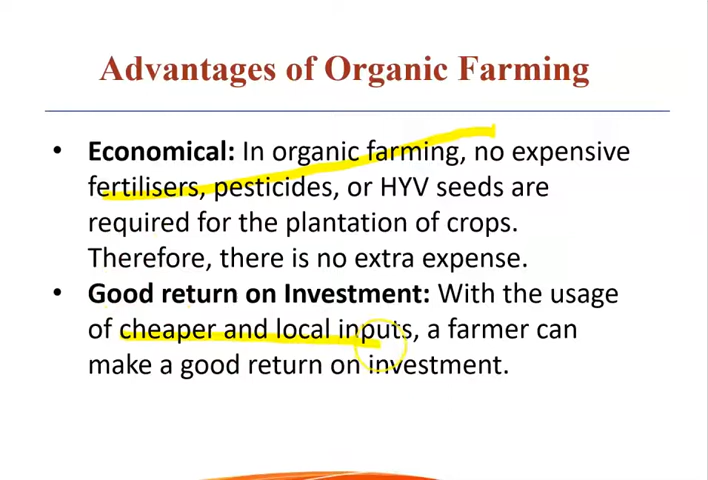 Advantages of Organic Farming
• Economical: In organic farming, no expensive
fertilisers, pesticides, or HYV seeds are
required for the plantation of crops.
Therefore, there is no extra expense.
• Good return on Investment: With the usage
of cheaper and local inputs, a farmer can
make a good return on investment.